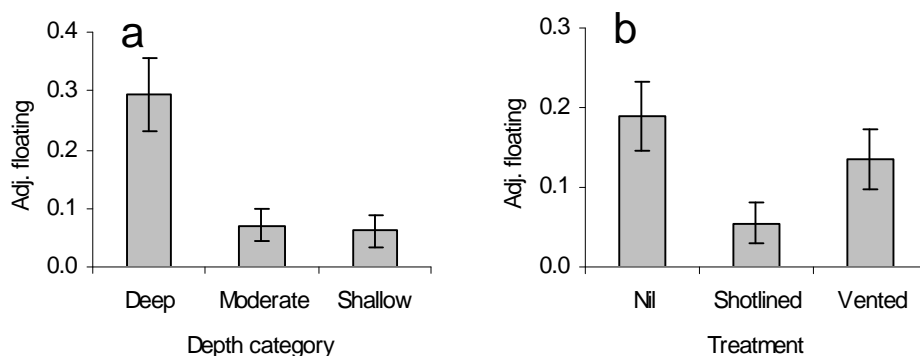 a
Adj. floating
0.4
0.3
0.2
0.1
0.0
Deep Moderate Shallow
Depth category
b
Adj. floating
0.3
0.2
0.1
0.0
Nil Shotlined Vented
Treatment